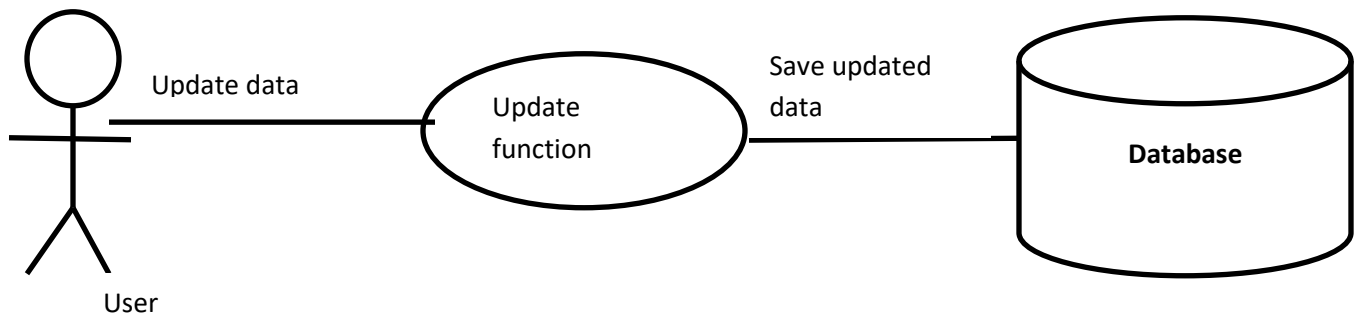 Update data
Update
function
Save updated
data
Database
User